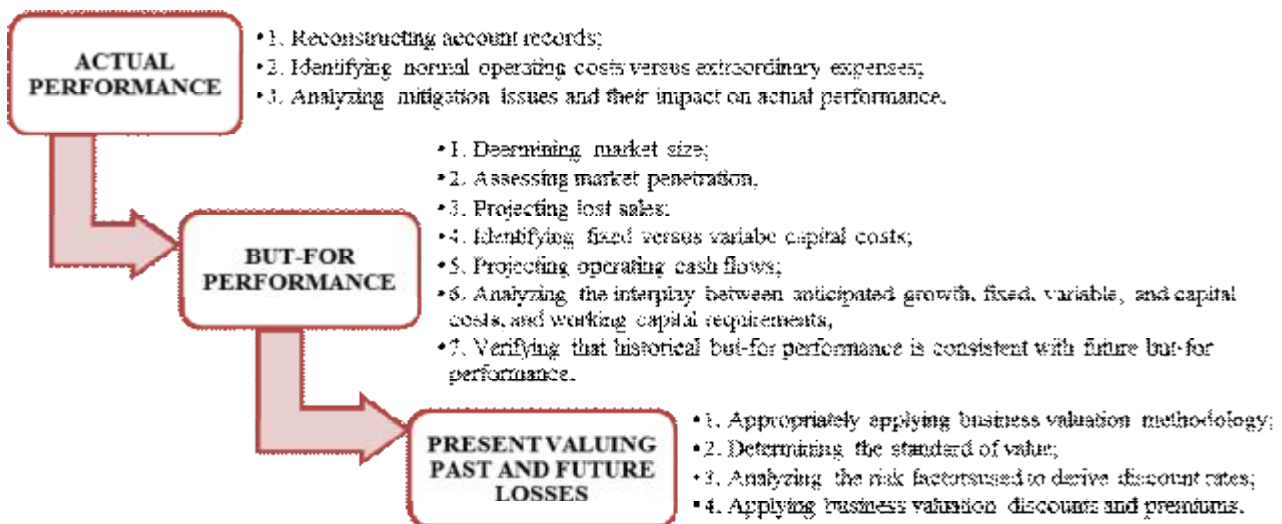 ACTUAL
PERFORMANCE
•1. Reconstructing account records;
•2. Identifying normal operating costs versus extraordinary expenses;
•3. Analyzing mitigation issues and their impact on actual performance.
BUT-FOR
PERFORMANCE
•1. Deermining market size;
•2. Assessing market penetration,
•3. Projecting lost sales;
•4. Identifying fixed versus variabe capital costs;
•5. Projecting operating cash flows;
•6. Analyzing the interplay between anticipated growth, fixed, variable, and capital
costs, and working capital requirements,
•7. Verifying that historical but-for performance is consistent with future but-for
performance.
PRESENT VALUING
PAST AND FUTURE
LOSSES
•1. Appropriately applying business valuation methodology;
•2. Determining the standard of value;
•3. Analyzing the risk factorsused to derive discount rates;
•4. Applying business valuation discounts and premiums.